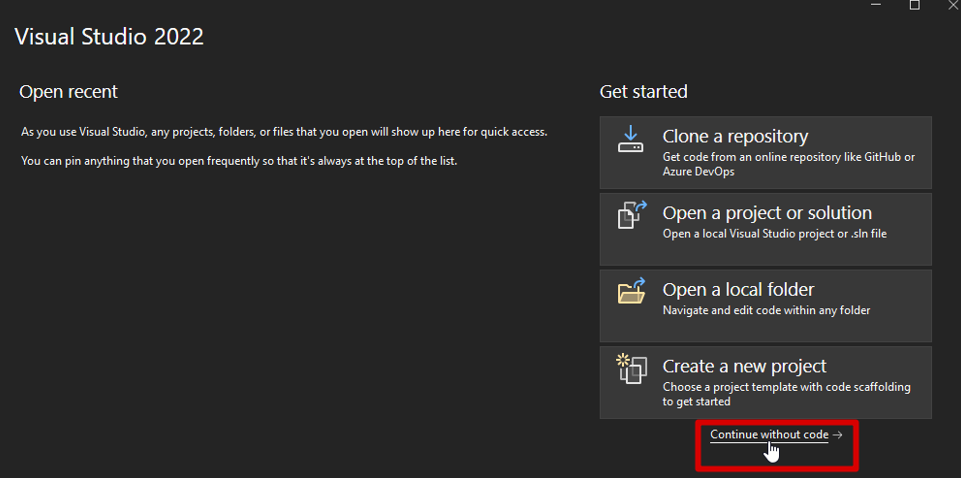 Visual Studio 2022
Open recent
As you use Visual Studio, any projects, folders, or files that you open will show up here for quick access.
You can pin anything that you open frequently so that it's always at the top of the list.
Get started
Clone a repository
Get code from an online repository like GitHub or
Azure DevOps
Open a project or solution
Open a local Visual Studio project or .sln file
Open a local folder
Navigate and edit code within any folder
Create a new project
Choose a project template with code scaffolding
to get started
Continue without code →